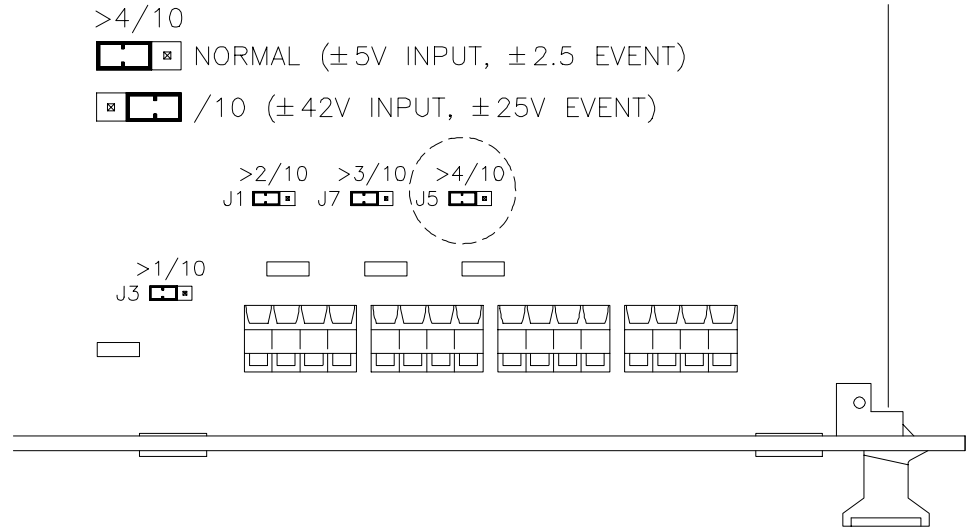 >4/10
NORMAL (±5V INPUT, ±2.5 EVENT)
/10 (±42V INPUT, ±25V EVENT)
>2/10 >3/10 >4/10
J1 J7 J5
>1/10
J3